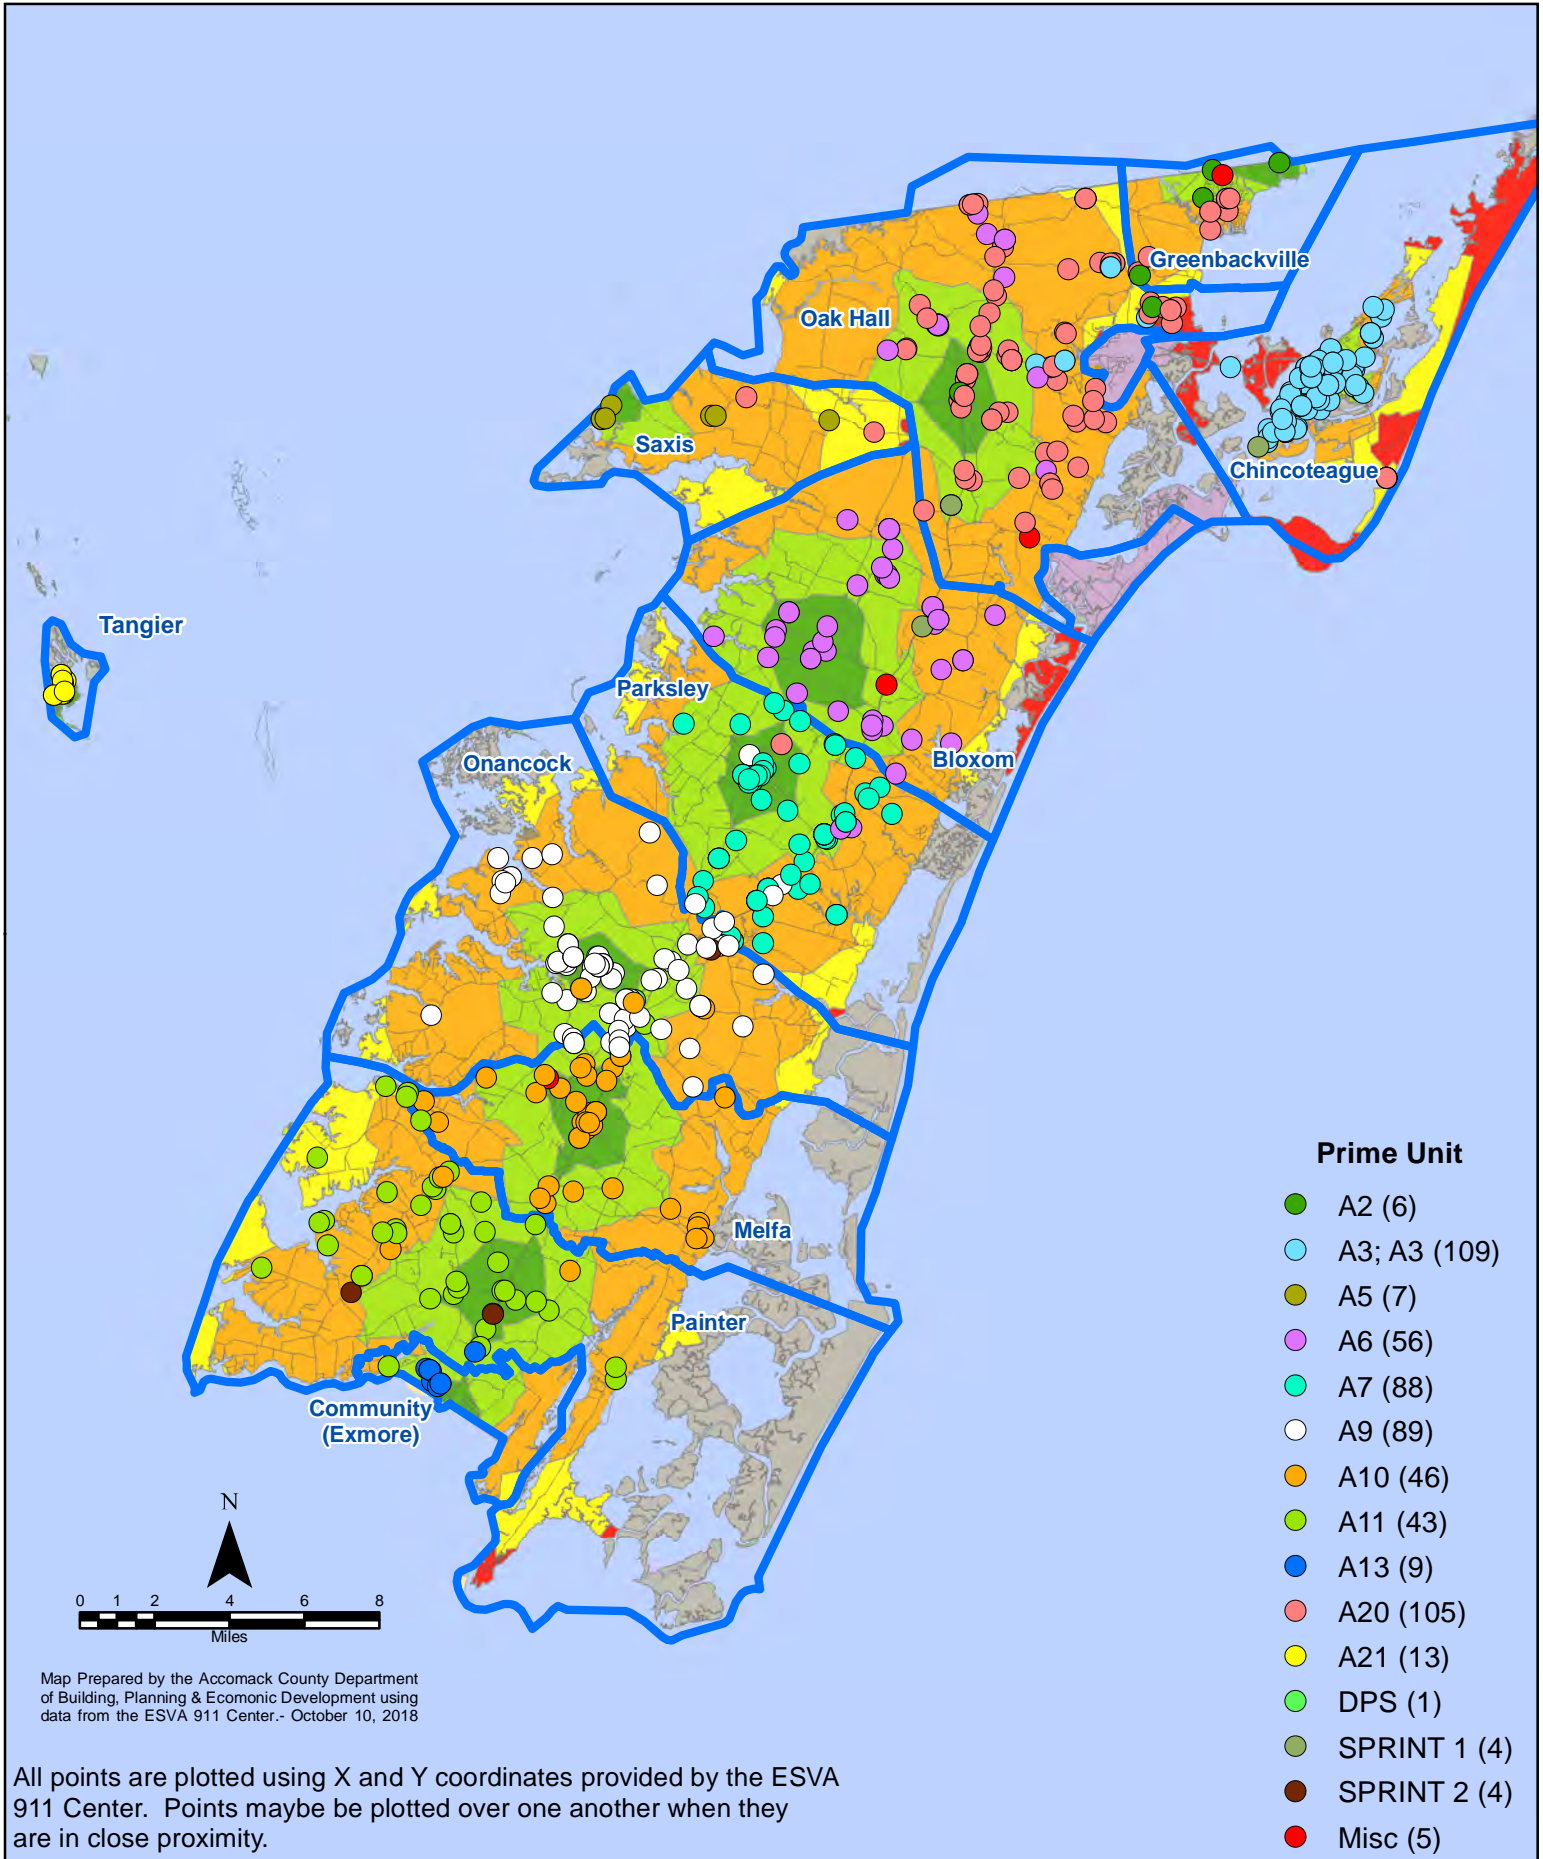 Greenbackville
Oak Hall
Saxis
Chincoteague
Tangier
Parksley
Onancock
Bloxom
Melfa
Painter
Community
(Exmore)
Prime Unit
A2 (6)
A3; A3 (109)
A5 (7)
A6 (56)
A7 (88)
A9 (89)
A10 (46)
A11 (43)
A13 (9)
A20 (105)
A21 (13)
DPS (1)
SPRINT 1 (4)
SPRINT 2 (4)
Misc (5)
N
0 1 2 4 6 8
Miles
Map Prepared by the Accomack County Department
of Building, Planning & Ecomonic Development using
data from the ESVA 911 Center.- October 10, 2018
All points are plotted using X and Y coordinates provided by the ESVA
911 Center. Points maybe be plotted over one another when they
are in close proximity.